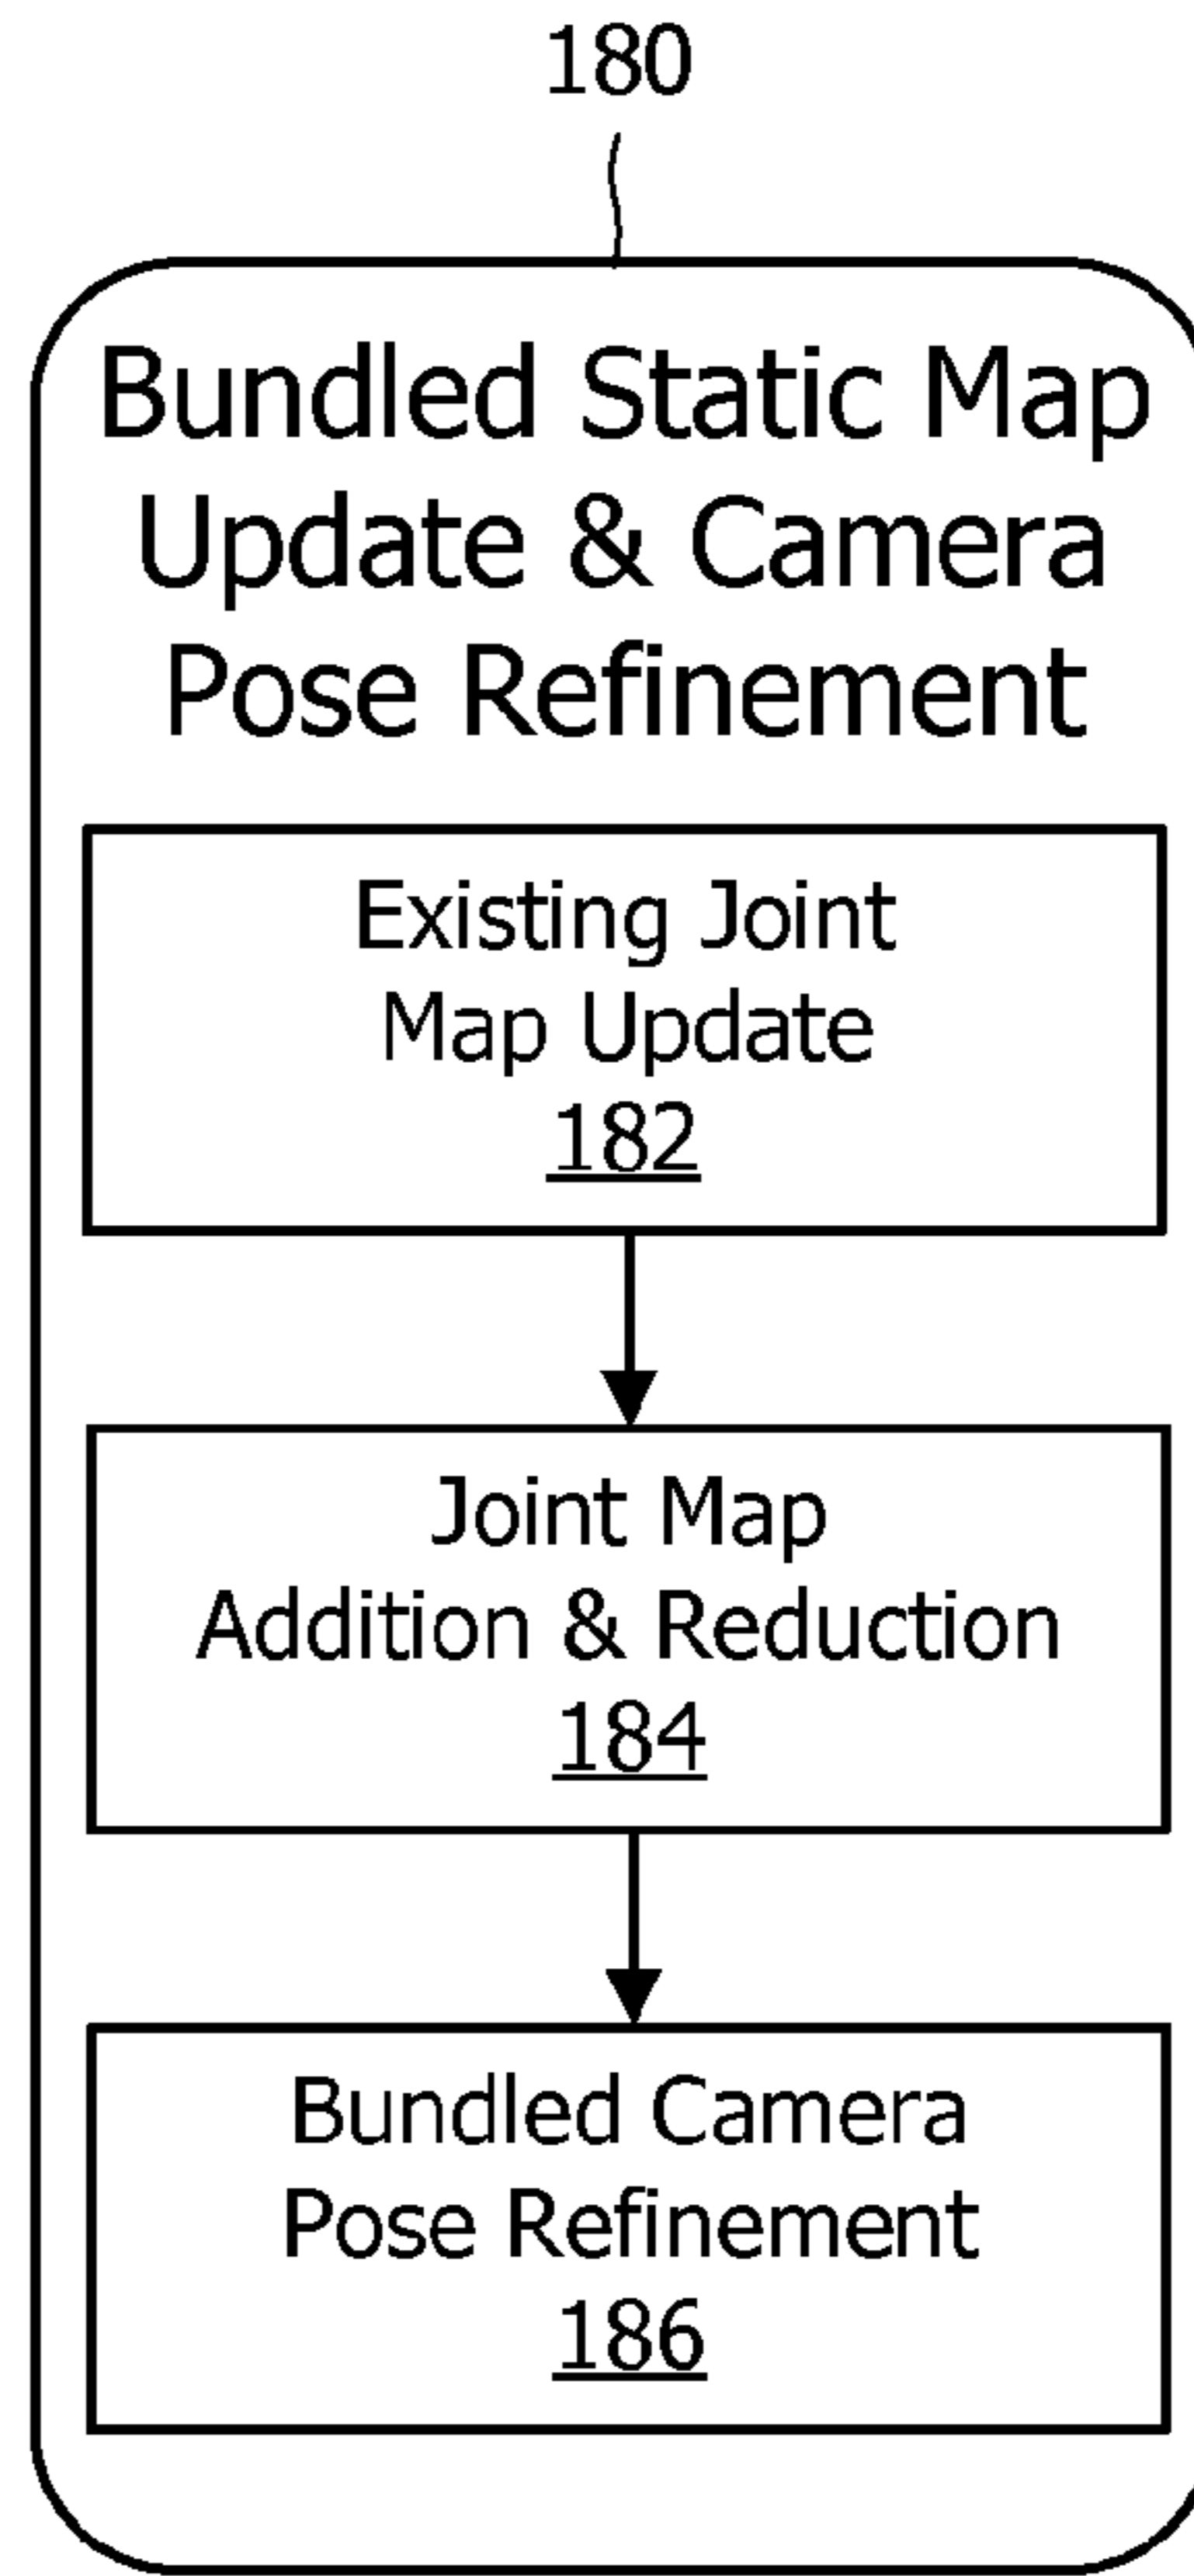 180
Bundled Static Map
Update & Camera
Pose Refinement
Existing Joint
Map Update
182
Joint Map
Addition & Reduction
184
Bundled Camera
Pose Refinement
186